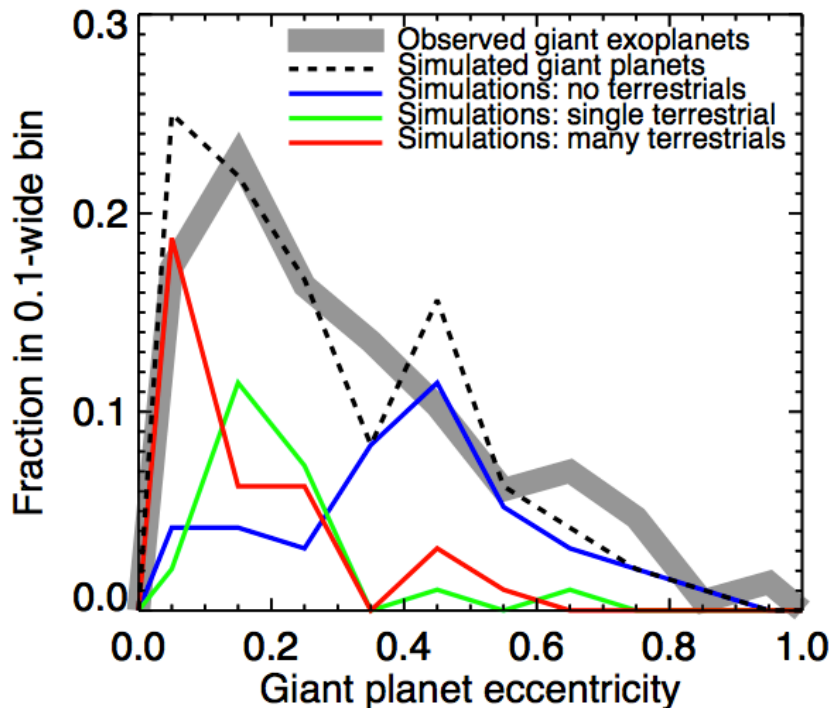 0.3
Observed giant exoplanets
Simulated giant planets
Simulations: no terrestrials
Simulations: single terrestrial
Simulations: many terrestrials
0.2
0.1
0.0
Fraction in 0.1-wide bin
0.0 0.2 0.4 0.6 0.8 1.0
Giant planet eccentricity